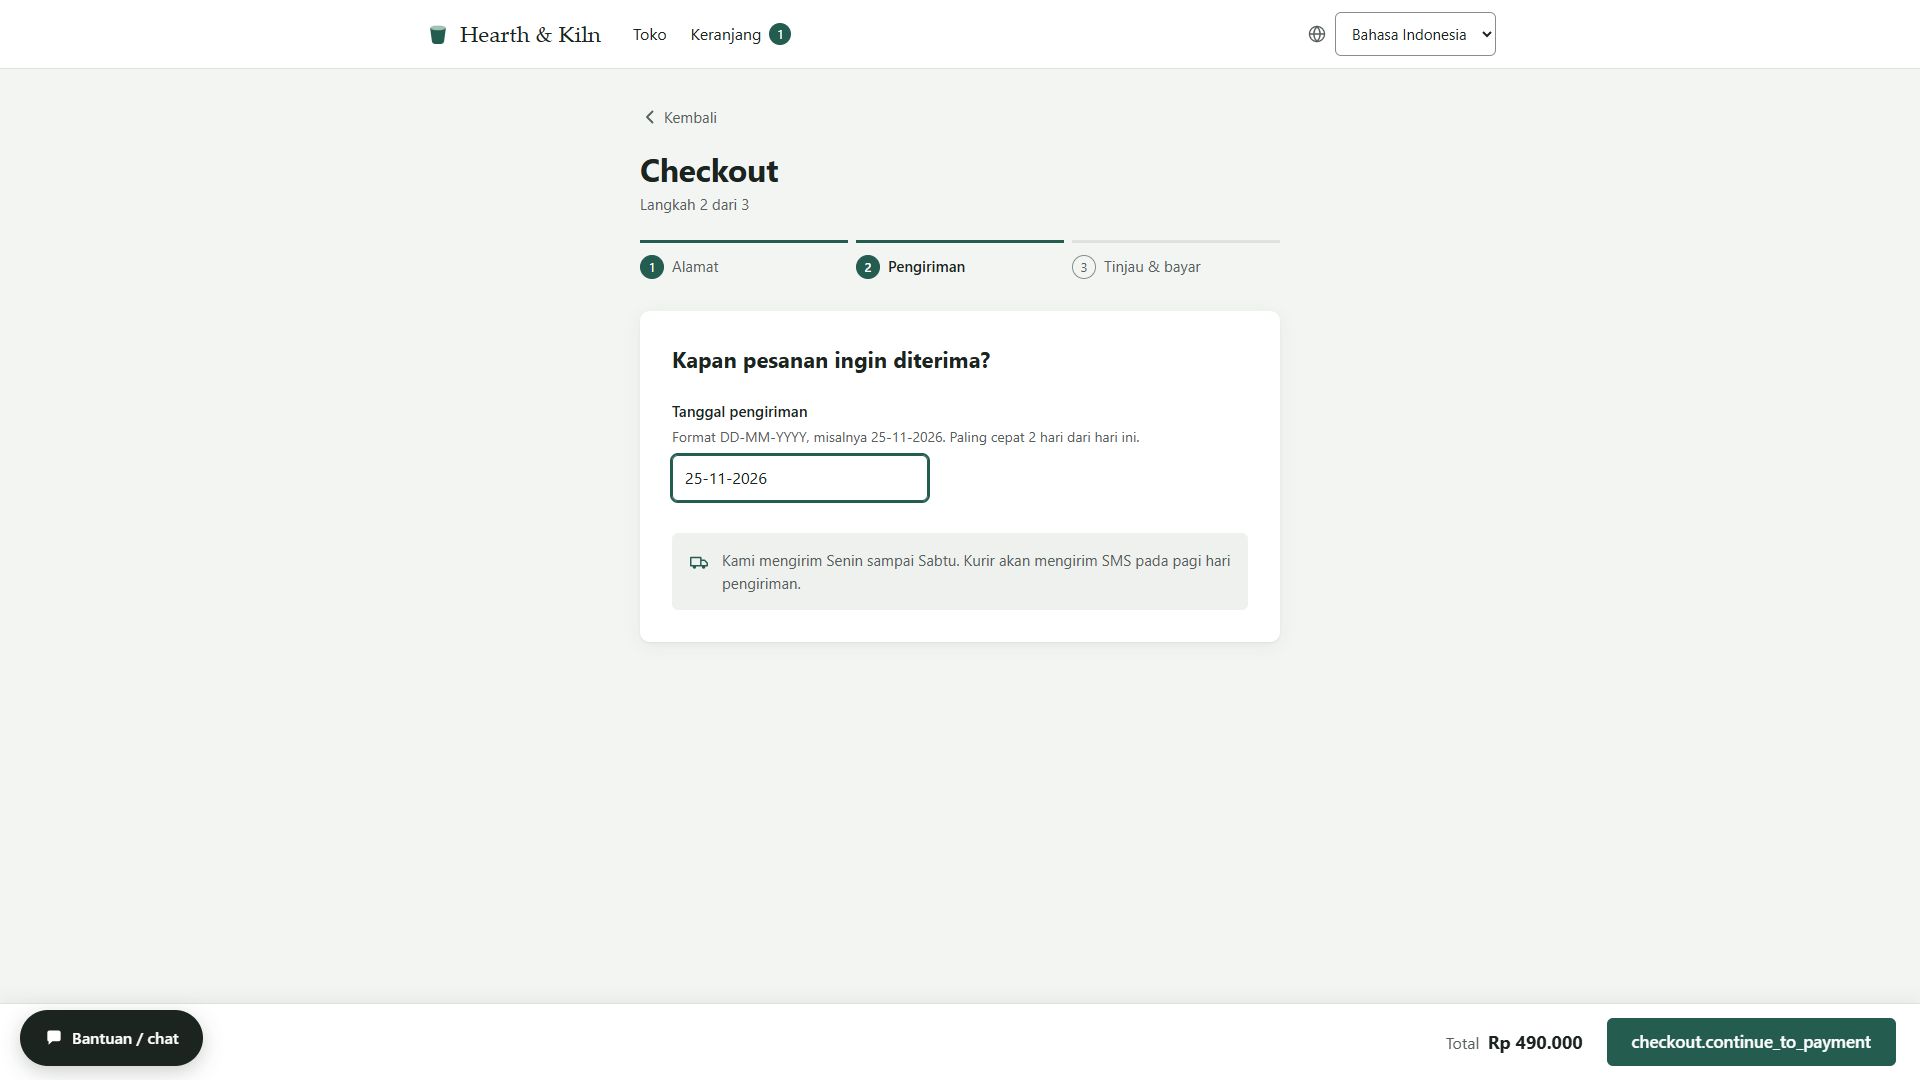 Hearth & Kiln
Toko
Keranjang 1
Bahasa Indonesia
Kembali
Checkout
Langkah 2 dari 3
1 Alamat
2 Pengiriman
3 Tinjau & bayar
Kapan pesanan ingin diterima?
Tanggal pengiriman
Format DD-MM-YYYY, misalnya 25-11-2026. Paling cepat 2 hari dari hari ini.
25-11-2026
Kami mengirim Senin sampai Sabtu. Kurir akan mengirim SMS pada pagi hari
pengiriman.
Bantuan / chat
Total Rp 490.000
checkout.continue_to_payment